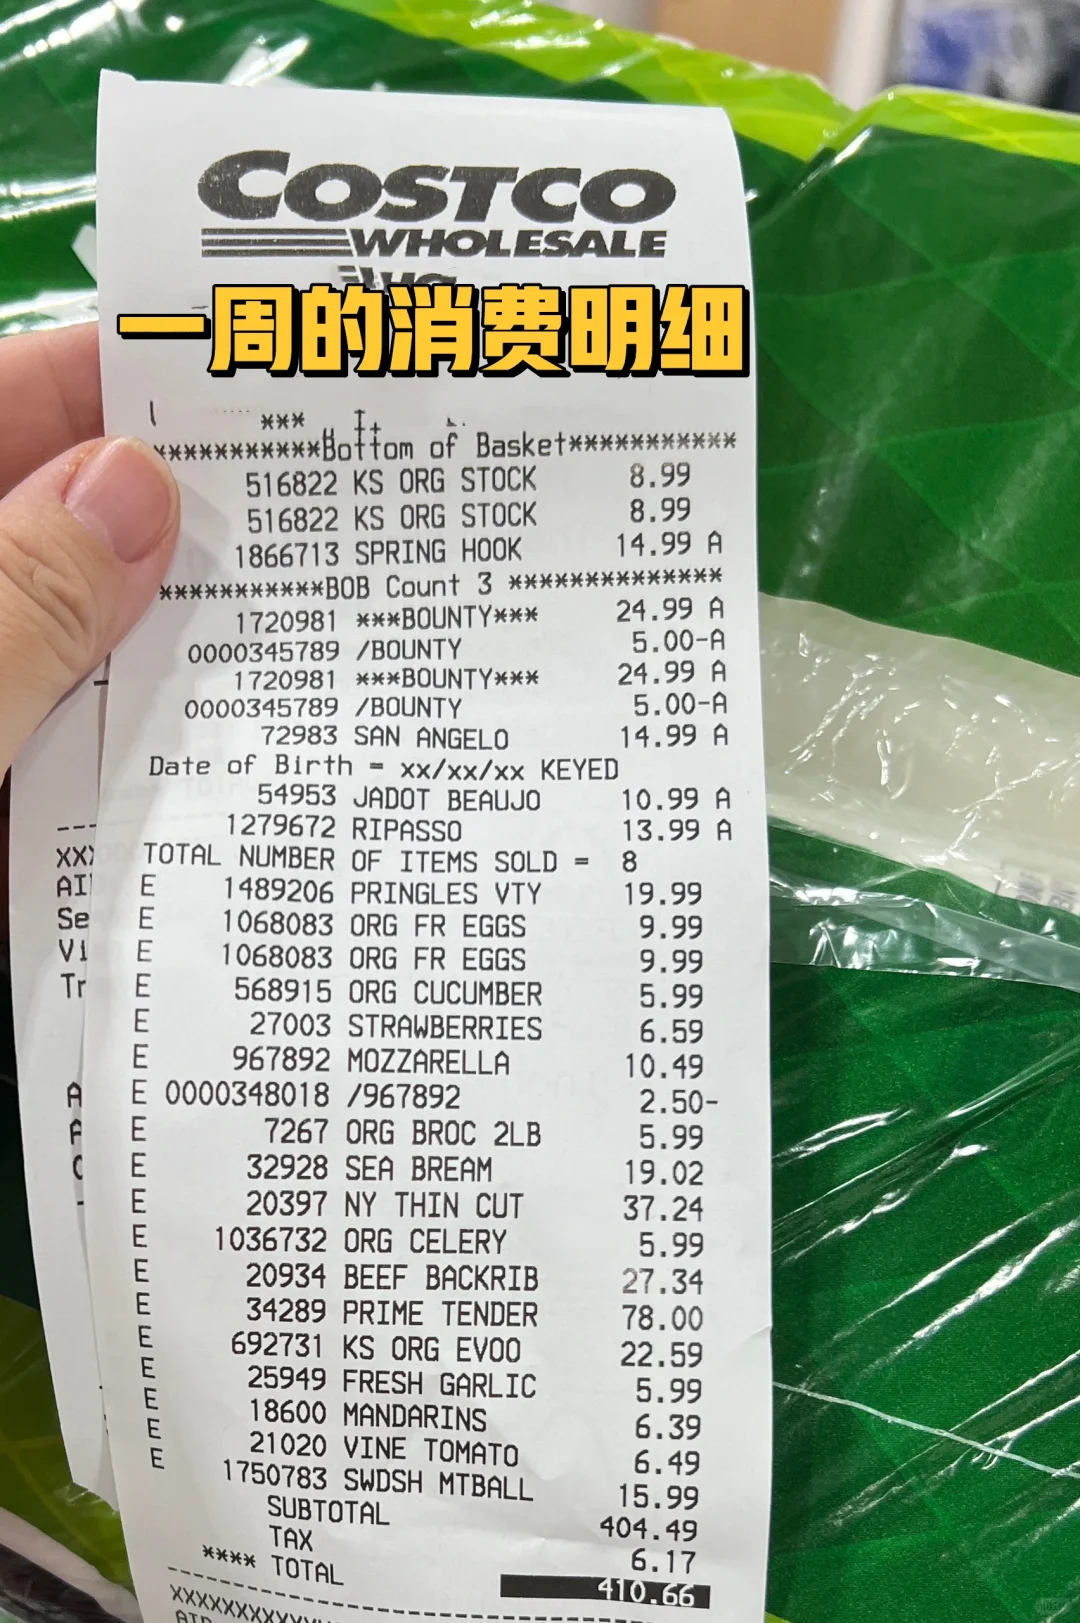 COSTCO
WHOLESALE
一周的消费明细
***
***********Bottom of Basket***********
516822 KS ORG STOCK 8.99
516822 KS ORG STOCK 8.99
1866713 SPRING HOOK 14.99 A
***********BOB Count 3 **************
1720981 ***BOUNTY*** 24.99 A
0000345789 /BOUNTY 5.00-A
1720981 ***BOUNTY*** 24.99 A
0000345789 /BOUNTY 5.00-A
72983 SAN ANGELO 14.99 A
Date of Birth = xx/xx/xx KEYED
54953 JADOT BEAUJO 10.99 A
1279672 RIPASSO 13.99 A
TOTAL NUMBER OF ITEMS SOLD = 8
E 1489206 PRINGLES VTY 19.99
E 1068083 ORG FR EGGS 9.99
E 1068083 ORG FR EGGS 9.99
E 568915 ORG CUCUMBER 5.99
E 27003 STRAWBERRIES 6.59
E 967892 MOZZARELLA 10.49
E 0000348018 /967892 2.50-
E 7267 ORG BROC 2LB 5.99
E 32928 SEA BREAM 19.02
E 20397 NY THIN CUT 37.24
E 1036732 ORG CELERY 5.99
E 20934 BEEF BACKRIB 27.34
E 34289 PRIME TENDER 78.00
E 692731 KS ORG EVOO 22.59
E 25949 FRESH GARLIC 5.99
E 18600 MANDARINS 6.39
E 21020 VINE TOMATO 6.49
E 1750783 SWDSH MTBALL 15.99
SUBTOTAL 404.49
TAX 6.17
**** TOTAL 410.66